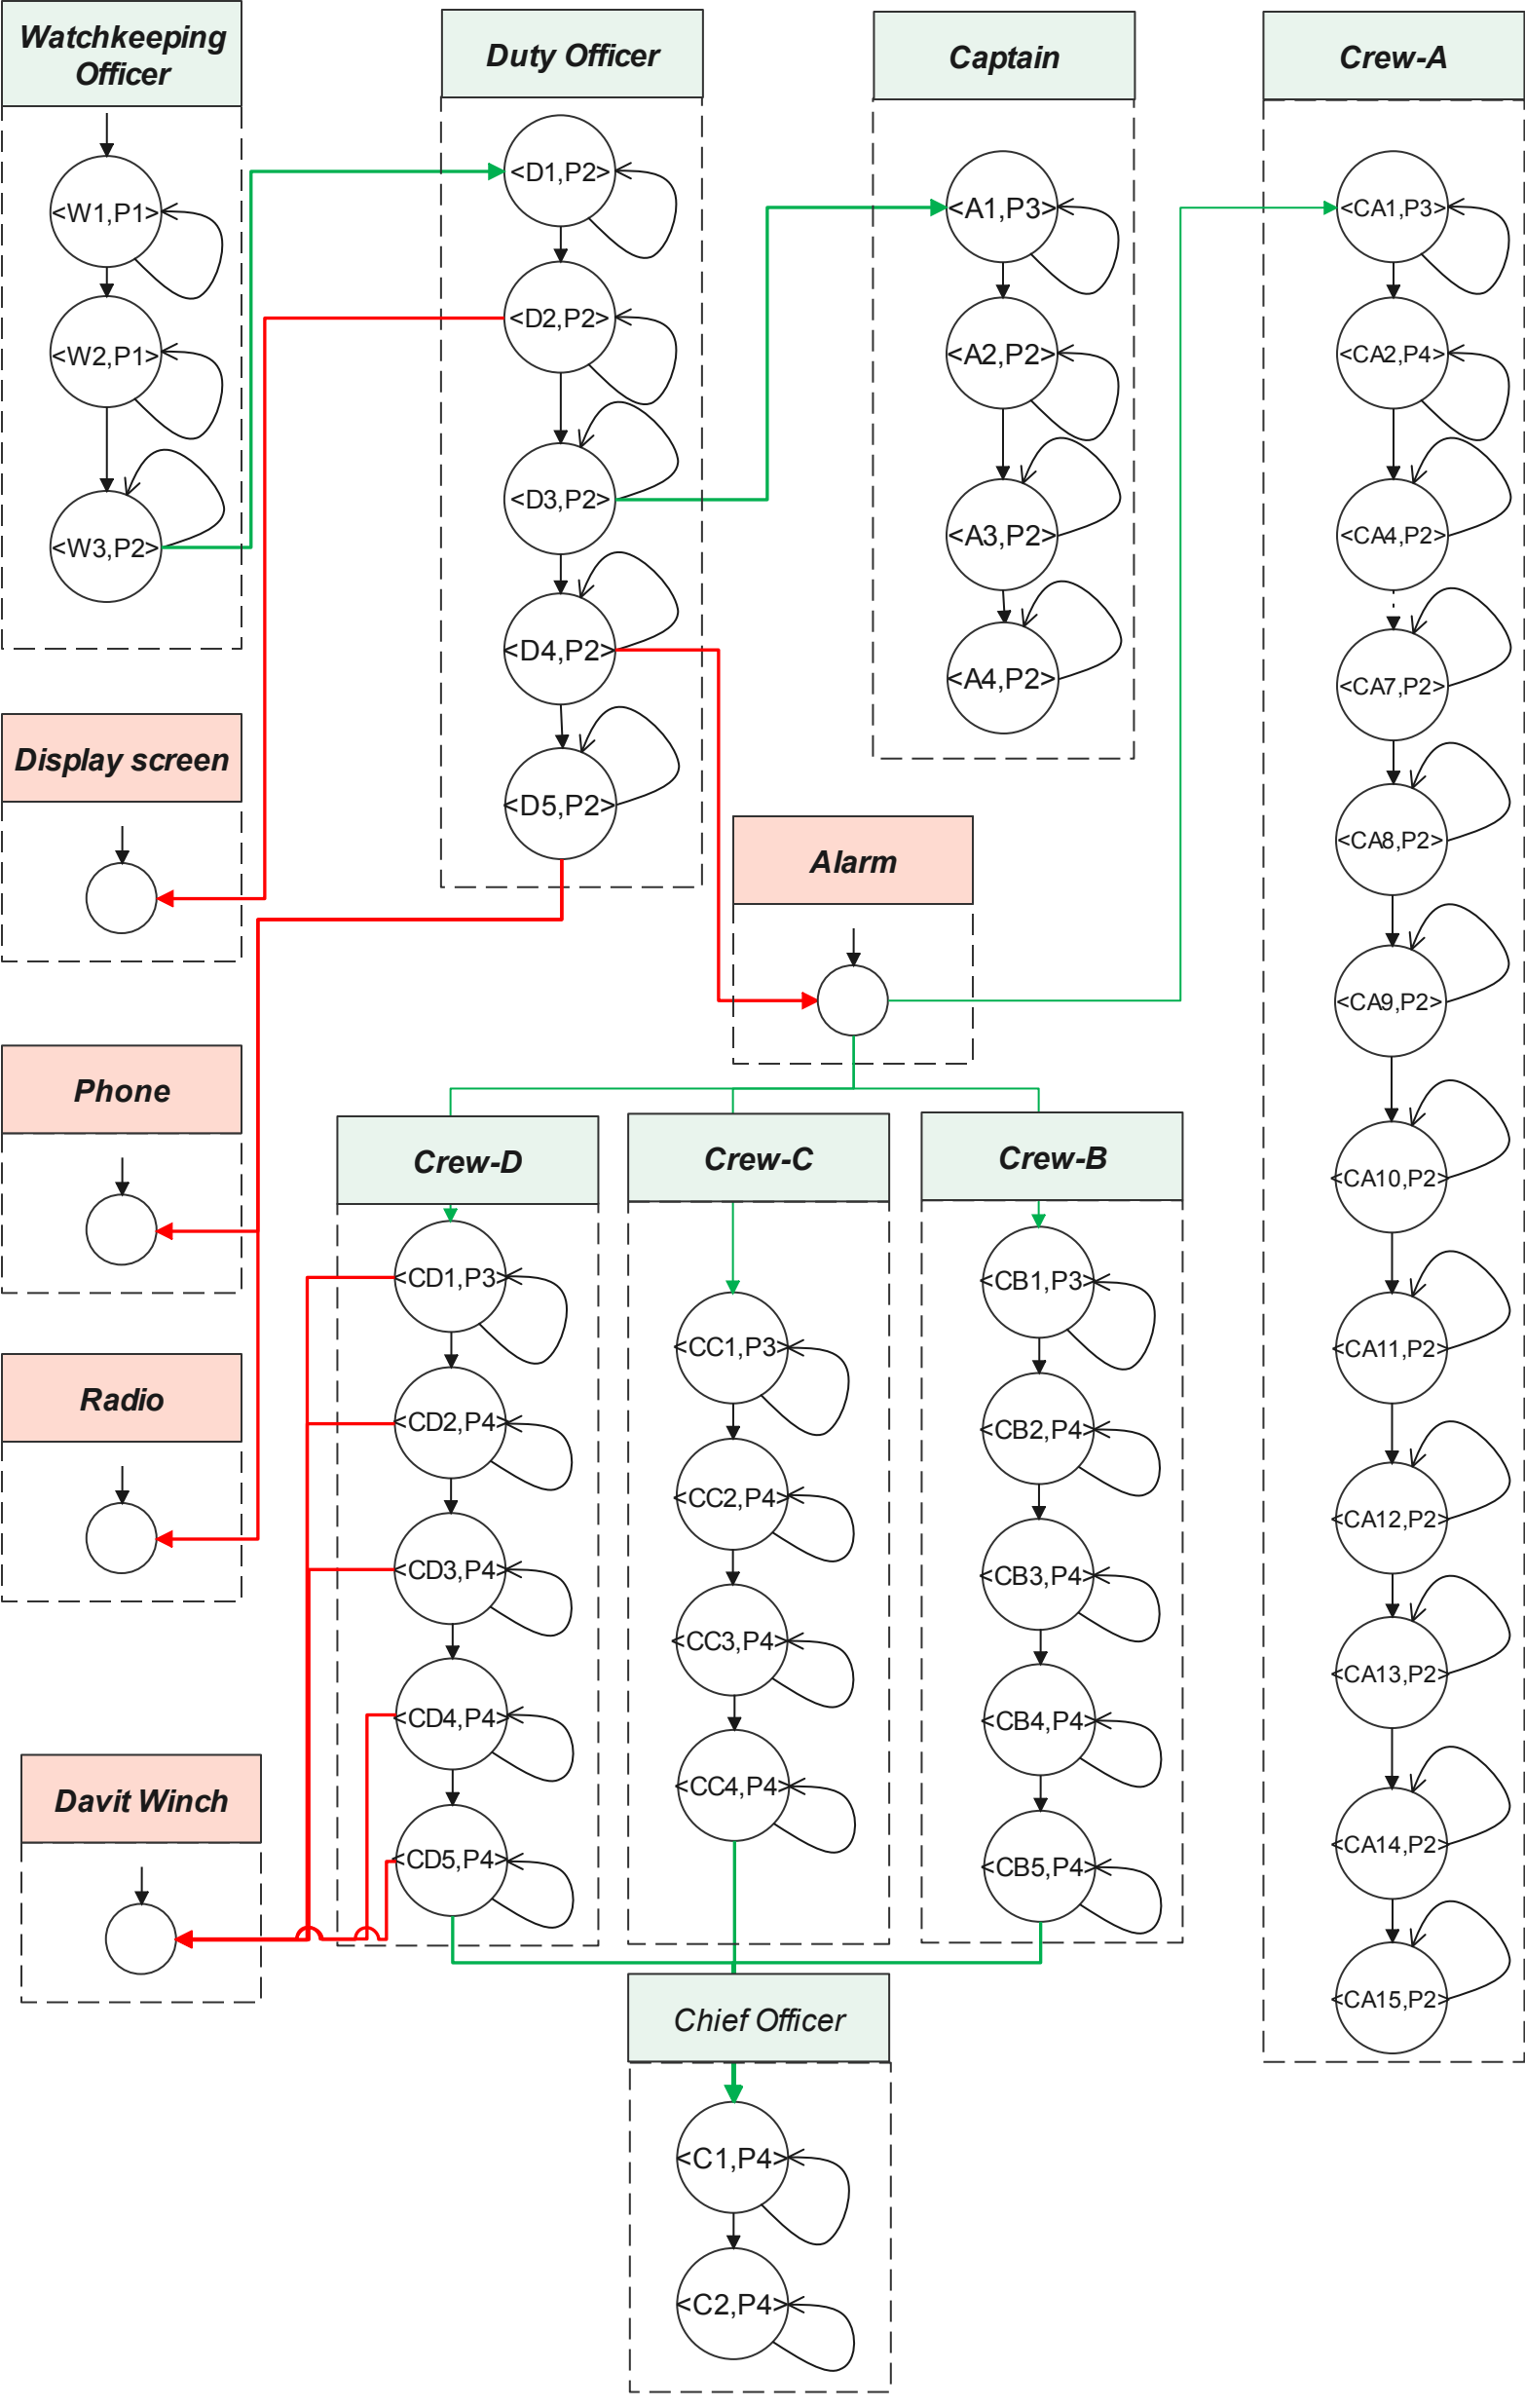 Watchkeeping
Officer
<W1,P1>
<W2,P1>
<W3,P2>
Duty Officer
<D1,P2>
<D2,P2>
<D3,P2>
<D4,P2>
<D5,P2>
Captain
<A1,P3>
<A2,P2>
<A3,P2>
<A4,P2>
Crew-A
<CA1,P3>
<CA2,P4>
<CA4,P2>
<CA7,P2>
<CA8,P2>
<CA9,P2>
<CA10,P2>
<CA11,P2>
<CA12,P2>
<CA13,P2>
<CA14,P2>
<CA15,P2>
Display screen
Alarm
Phone
Radio
Davit Winch
Crew-D
<CD1,P3>
<CD2,P4>
<CD3,P4>
<CD4,P4>
<CD5,P4>
Crew-C
<CC1,P3>
<CC2,P4>
<CC3,P4>
<CC4,P4>
Crew-B
<CB1,P3>
<CB2,P4>
<CB3,P4>
<CB4,P4>
<CB5,P4>
Chief Officer
<C1,P4>
<C2,P4>